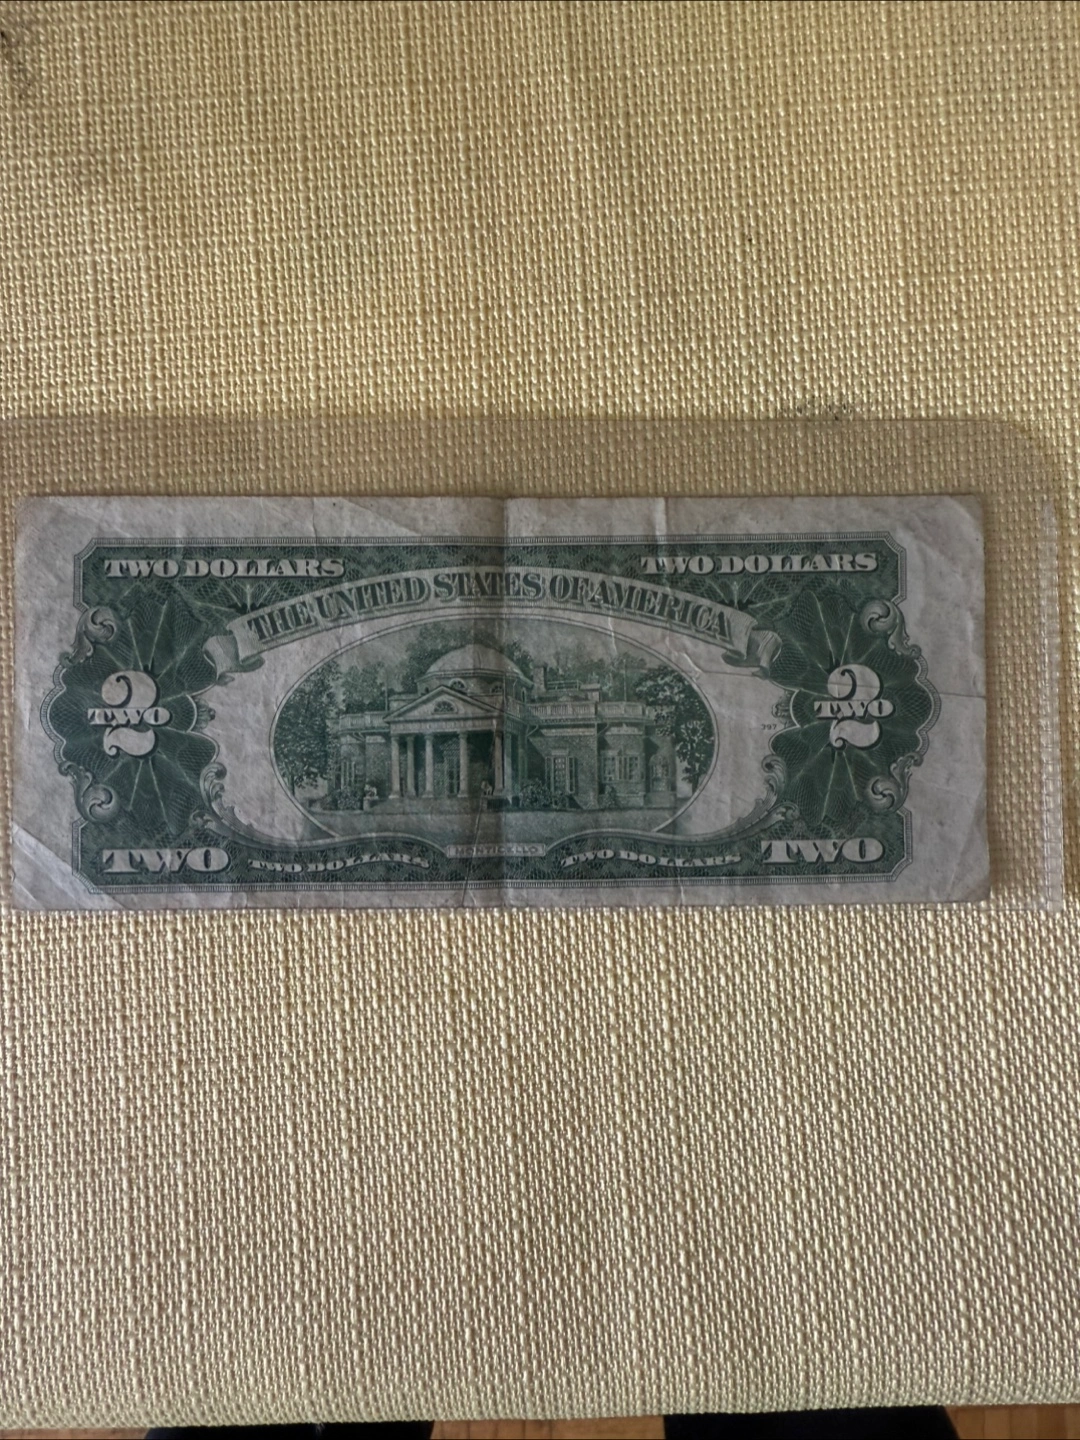 TWO DOLLARS TWO DOLLARS
THE UNITED STATES OF AMERICA
2 2
TWO TWO
797
MONTICELLO
TWO TWO DOLLARS TWO DOLLARS TWO